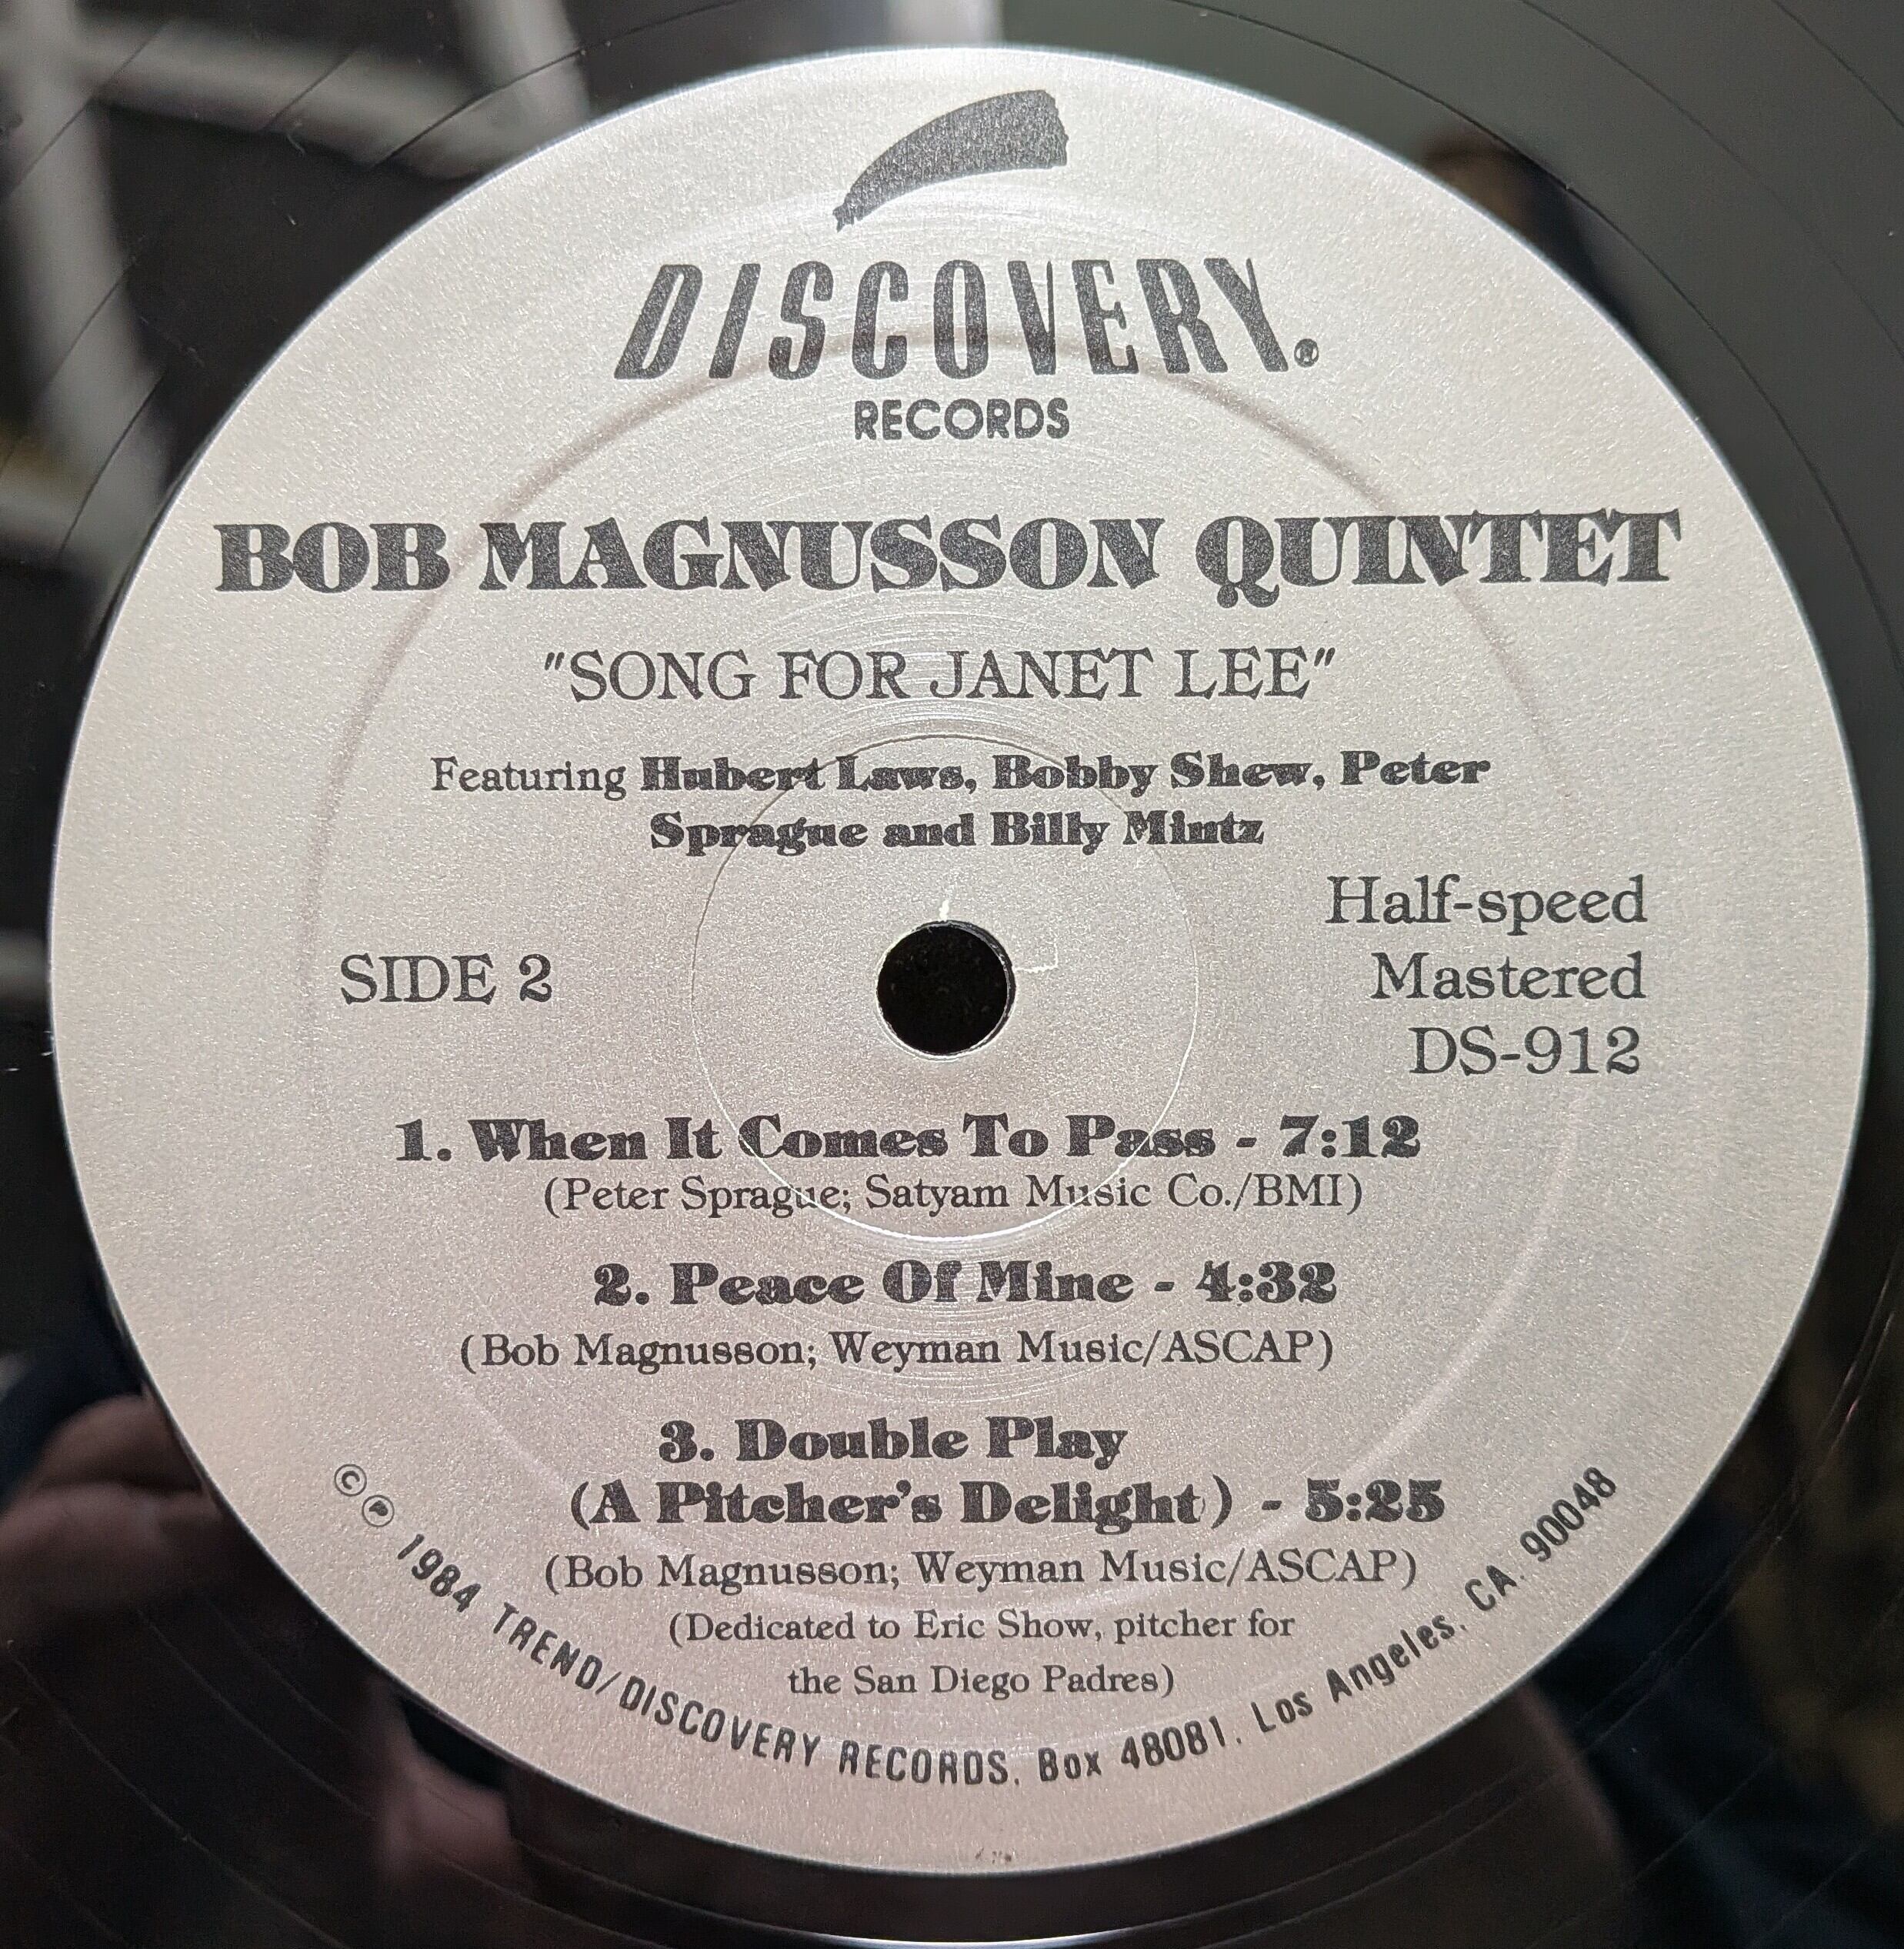 DISCOVERY®
RECORDS
BOB MAGNUSSON QUINTET
"SONG FOR JANET LEE"
Featuring Hubert Laws, Bobby Shew, Peter
Sprague and Billy Mintz
Half-speed
SIDE 2
Mastered
DS-912
1. When It Comes To Pass - 7:12
(Peter Sprague; Satyam Music Co./BMI)
2. Peace Of Mine - 4:32
(Bob Magnusson; Weyman Music/ASCAP)
3. Double Play
(A Pitcher's Delight) - 5:25
(Bob Magnusson; Weyman Music/ASCAP)
(Dedicated to Eric Show, pitcher for
the San Diego Padres)
© ℗ 1984 TREND/DISCOVERY RECORDS. Box 48081. Los Angeles. CA. 90048